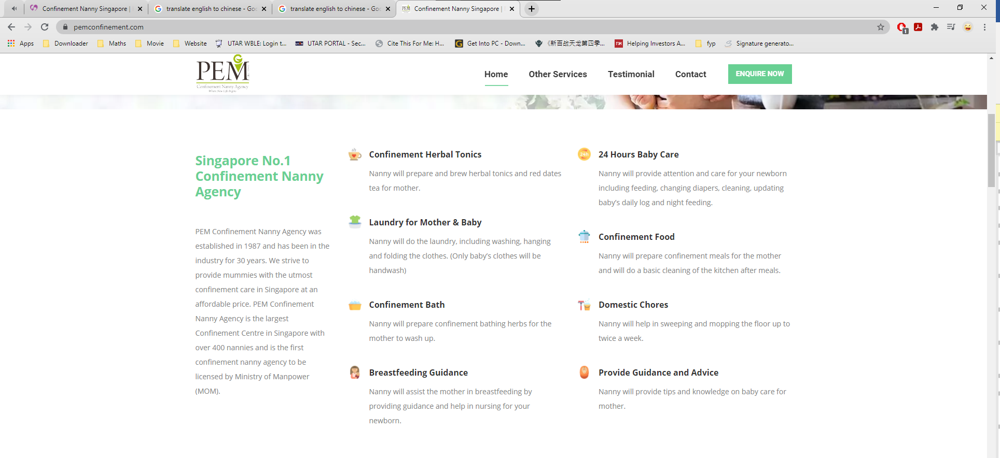 Confinement Nanny Singapore |
translate english to chinese - Goo
translate english to chinese - Goo
Confinement Nanny Singapore |
pemconfinement.com
1
Apps
Downloader
Maths
Movie
Website
UTAR WBLE: Login t...
UTAR PORTAL - Sec...
Cite This For Me: H...
Get Into PC - Down...
《新百战天龙第四季...
Helping Investors A...
fyp
Signature generato...
PEM
Confinement Nanny Agency
Where New Life Begins
Home
Other Services
Testimonial
Contact
ENQUIRE NOW
Singapore No.1
Confinement Nanny
Agency
PEM Confinement Nanny Agency was
established in 1987 and has been in the
industry for 30 years. We strive to
provide mummies with the utmost
confinement care in Singapore at an
affordable price. PEM Confinement
Nanny Agency is the largest
Confinement Centre in Singapore with
over 400 nannies and is the first
confinement nanny agency to be
licensed by Ministry of Manpower
(MOM).
Confinement Herbal Tonics
Nanny will prepare and brew herbal tonics and red dates
tea for mother.
Laundry for Mother & Baby
Nanny will do the laundry, including washing, hanging
and folding the clothes. (Only baby’s clothes will be
handwash)
Confinement Bath
Nanny will prepare confinement bathing herbs for the
mother to wash up.
Breastfeeding Guidance
Nanny will assist the mother in breastfeeding by
providing guidance and help in nursing for your
newborn.
24h
24 Hours Baby Care
Nanny will provide attention and care for your newborn
including feeding, changing diapers, cleaning, updating
baby’s daily log and night feeding.
Confinement Food
Nanny will prepare confinement meals for the mother
and will do a basic cleaning of the kitchen after meals.
Domestic Chores
Nanny will help in sweeping and mopping the floor up to
twice a week.
Provide Guidance and Advice
Nanny will provide tips and knowledge on baby care for
mother.